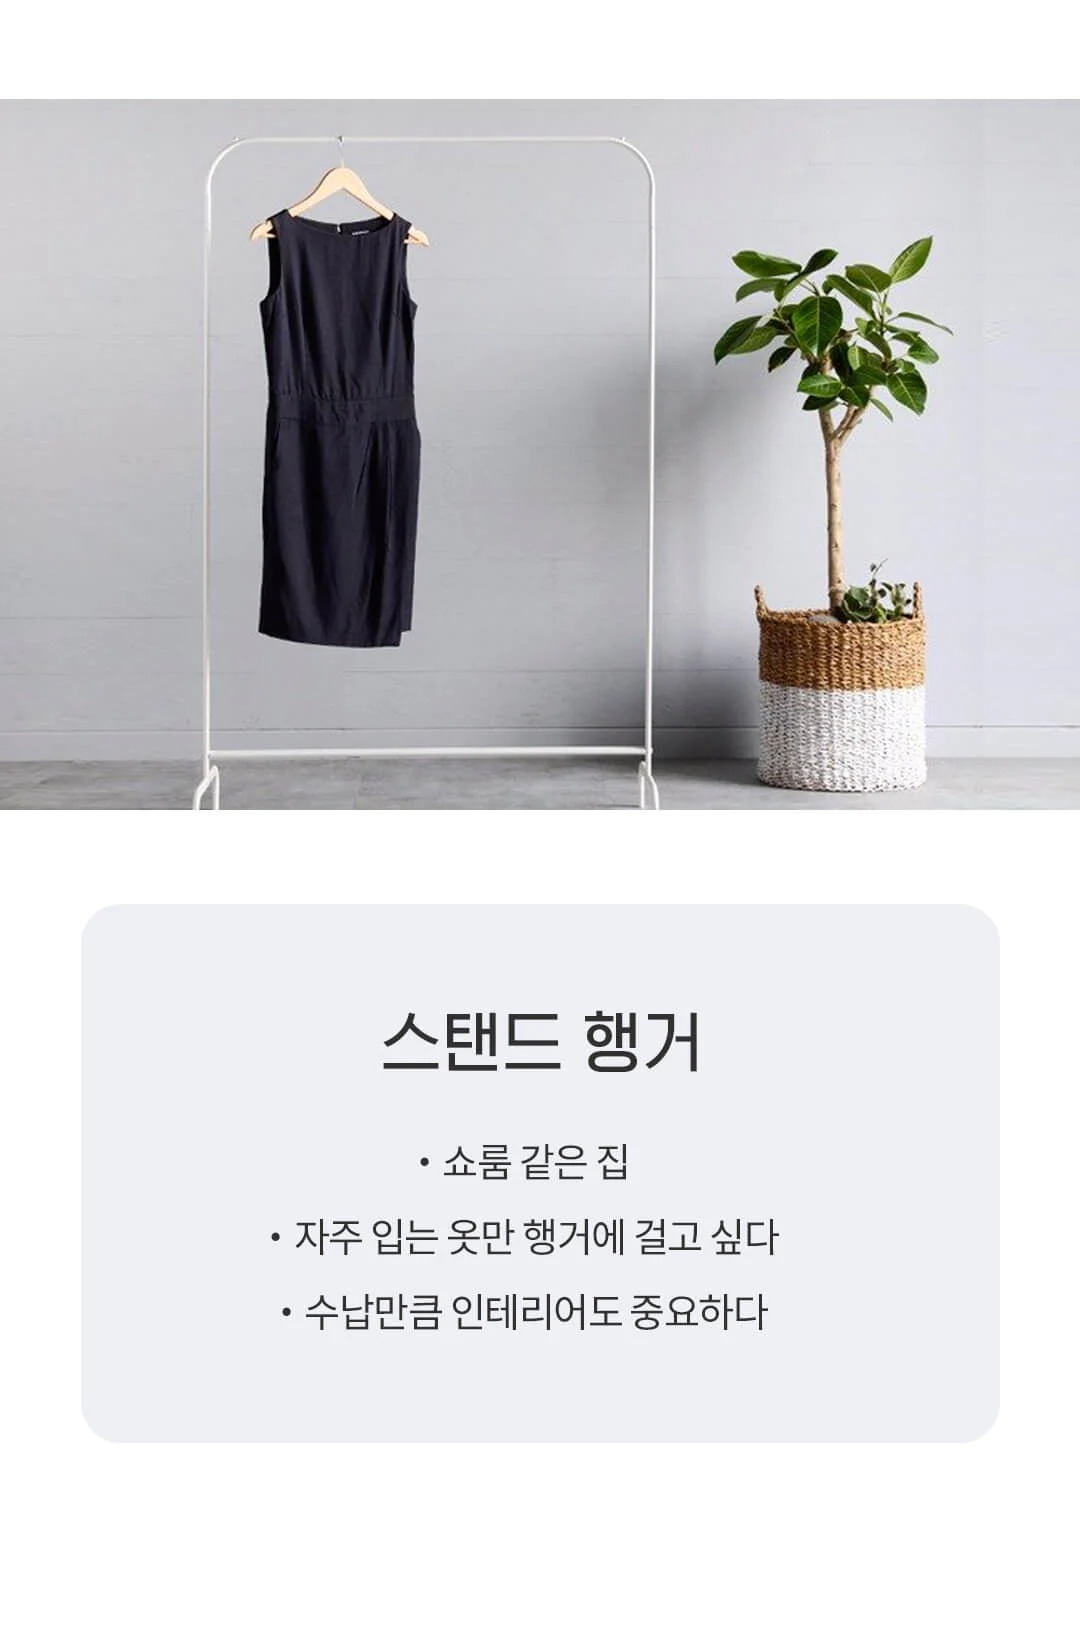 스탠드 행거
• 쇼룸 같은 집
• 자주 입는 옷만 행거에 걸고 싶다
• 수납만큼 인테리어도 중요하다